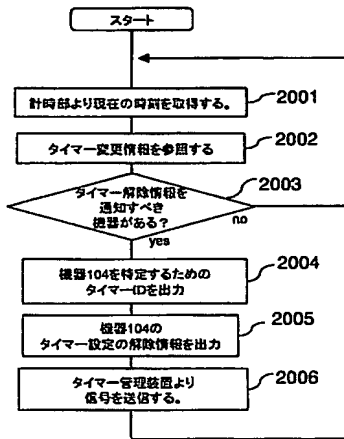 スタート
計時部より現在の時刻を取得する。
2001
タイマー変更情報を参照する
2002
タイマー解除情報を
通知すべき
機器がある?
2003
no
yes
機器104を特定するための
タイマーIDを出力
2004
機器104の
タイマー設定の解除情報を出力
2005
タイマー管理装置より
信号を送信する。
2006